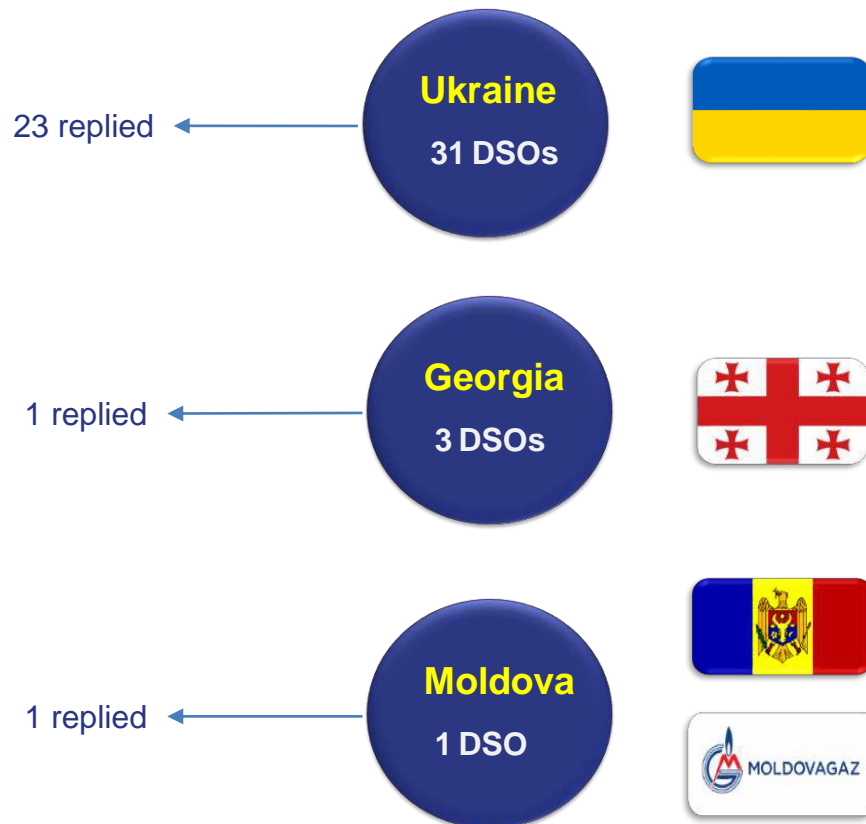 Ukraine
23 replied
31 DSOs
Georgia
1 replied
3 DSOs
Moldova
1 replied
1 DSO
MOLDOVAGAZ